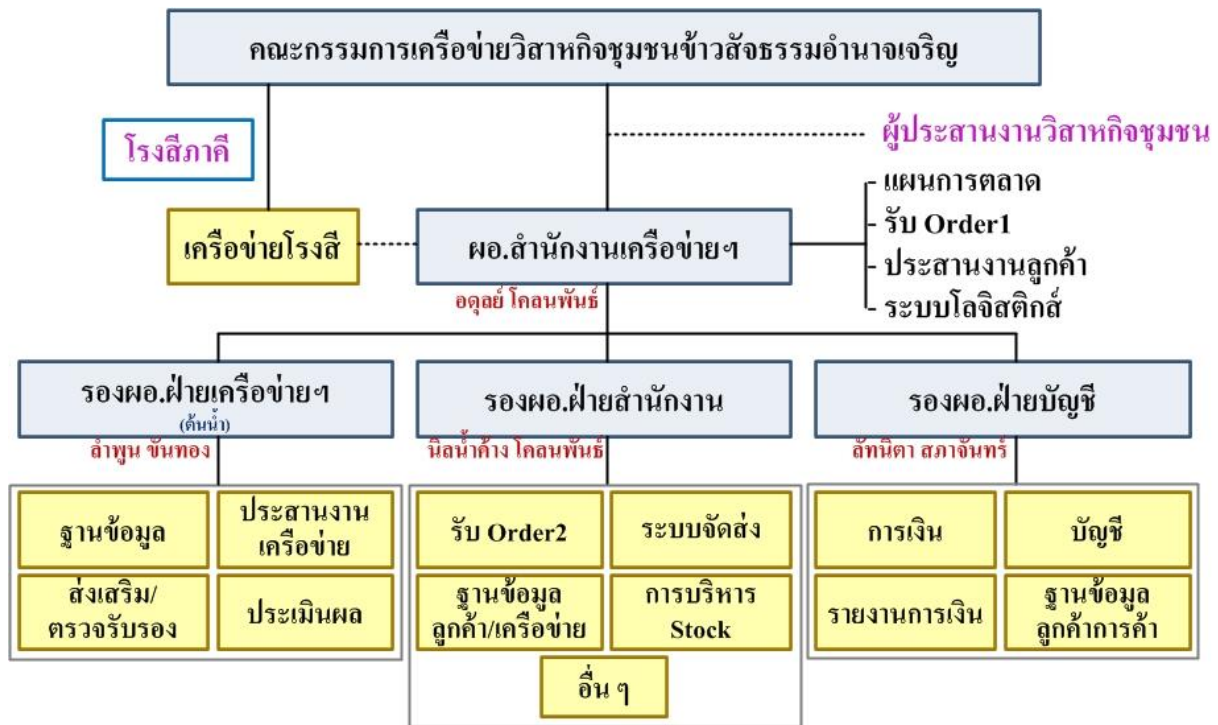 คณะกรรมการเครือข่ายวิสาหกิจชุมชนข้าวสัจธรรมอำนาจเจริญ
โรงสีภาคี
ผู้ประสานงานวิสาหกิจชุมชน
เครือข่ายโรงสี
ผอ.สำนักงานเครือข่ายฯ
- แผนการตลาด
- รับ Order1
- ประสานงานลูกค้า
- ระบบโลจิสติกส์
อดุลย์ โคลนพันธ์
รองผอ.ฝ่ายเครือข่ายฯ
(ต้นน้ำ)
ลำพูน ขันทอง
รองผอ.ฝ่ายสำนักงาน
นิลน้ำค้าง โคลนพันธ์
รองผอ.ฝ่ายบัญชี
ลัทนิตา สภาจันทร์
ฐานข้อมูล
ประสานงาน
เครือข่าย
ส่งเสริม/
ตรวจรับรอง
ประเมินผล
รับ Order2
ระบบจัดส่ง
ฐานข้อมูล
ลูกค้า/เครือข่าย
การบริหาร
Stock
อื่น ๆ
การเงิน
บัญชี
รายงานการเงิน
ฐานข้อมูล
ลูกค้าการค้า